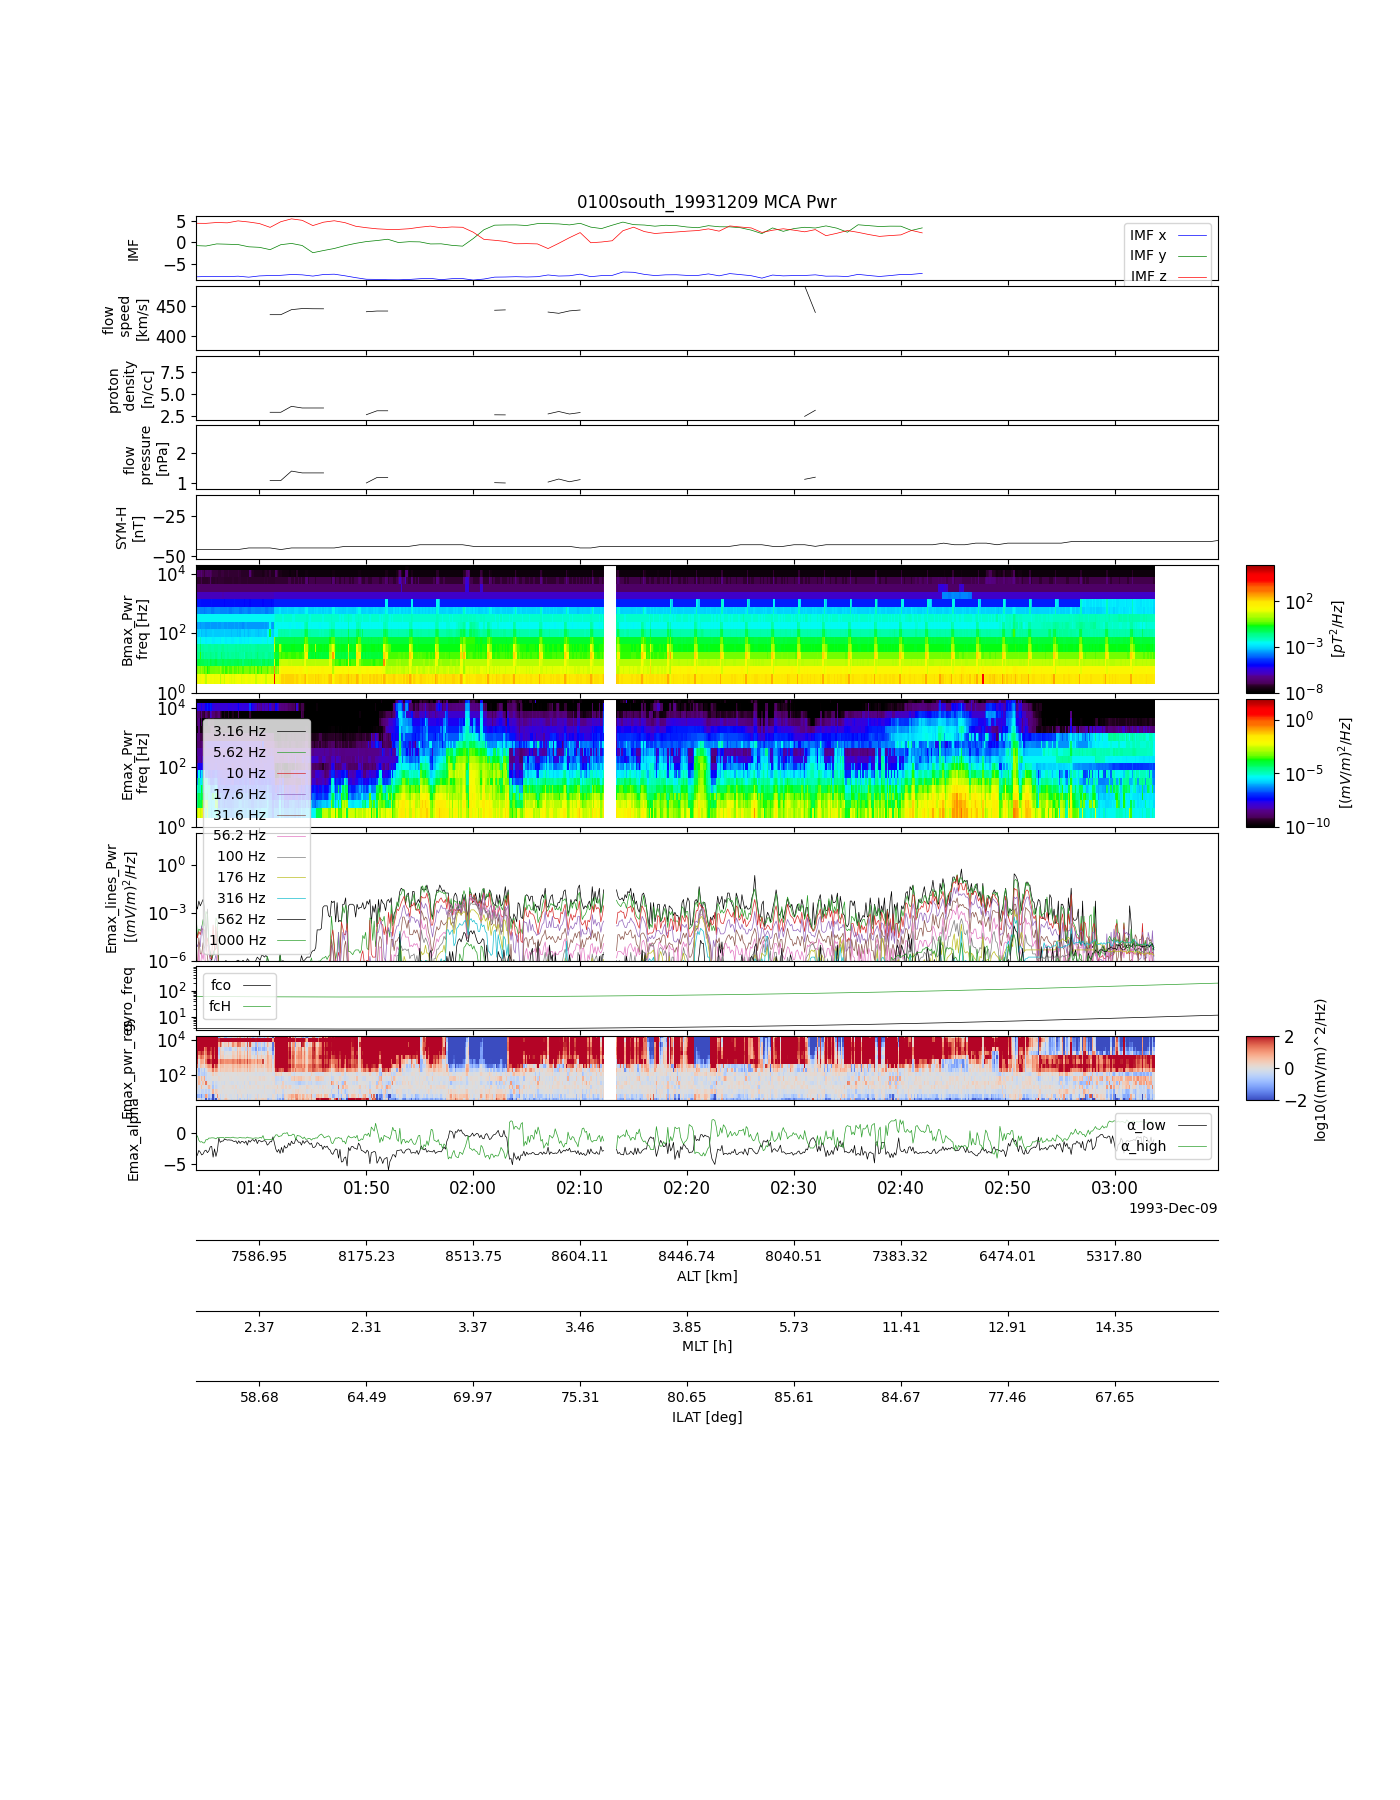 0100south_19931209 MCA Pwr
5
0
−5
IMF
IMF x
IMF y
IMF z
450
400
flow
speed
[km/s]
7.5
5.0
2.5
proton
density
[n/cc]
2
1
flow
pressure
[nPa]
−25
−50
SYM-H
[nT]
10^4
10^2
10^0
Bmax_Pwr
freq [Hz]
10^2
10^−3
10^−8
[pT^2/Hz]
10^4
10^2
10^0
Emax_Pwr
freq [Hz]
10^0
10^−5
10^−10
[(mV/m)^2/Hz]
3.16 Hz
5.62 Hz
10 Hz
17.6 Hz
31.6 Hz
56.2 Hz
100 Hz
176 Hz
316 Hz
562 Hz
1000 Hz
10^0
10^−3
10^−6
Emax_lines_Pwr
[(mV/m)^2/Hz]
10^2
10^1
gyro_freq
fco
fcH
10^4
10^2
Emax_pwr_res
2
0
−2
log10((mV/m)^2/Hz)
0
−5
Emax_alpha
α_low
α_high
01:40 01:50 02:00 02:10 02:20 02:30 02:40 02:50 03:00
1993-Dec-09
7586.95 8175.23 8513.75 8604.11 8446.74 8040.51 7383.32 6474.01 5317.80
ALT [km]
2.37 2.31 3.37 3.46 3.85 5.73 11.41 12.91 14.35
MLT [h]
58.68 64.49 69.97 75.31 80.65 85.61 84.67 77.46 67.65
ILAT [deg]